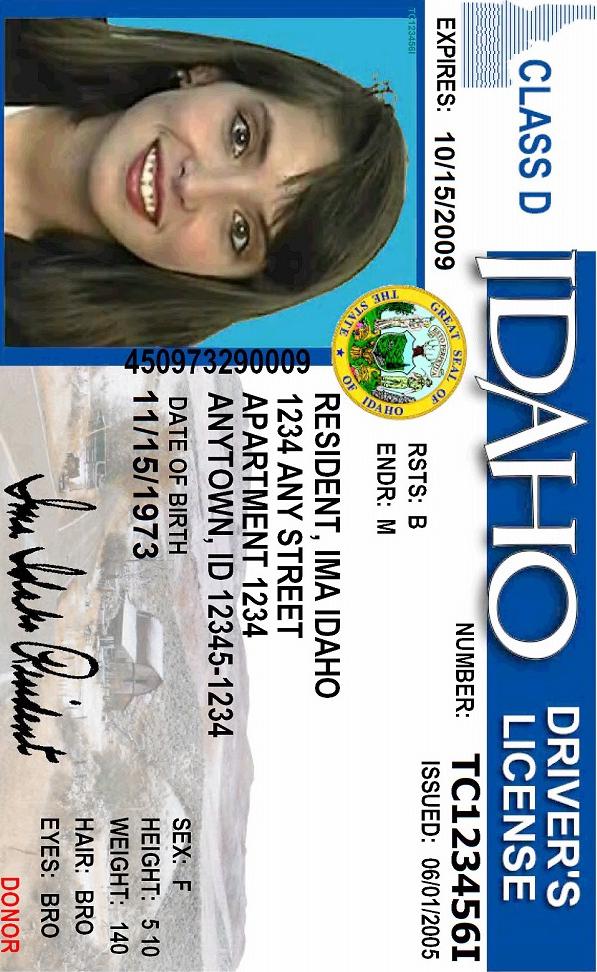 IDAHO
DRIVER'S
LICENSE
CLASS D
NUMBER: TC123456I
EXPIRES: 10/15/2009
ISSUED: 06/01/2005
TC123456I
GREAT SEAL OF THE STATE OF IDAHO
RSTS: B
ENDR: M
RESIDENT, IMA IDAHO
1234 ANY STREET
APARTMENT 1234
ANYTOWN, ID 12345-1234
450973290009
DATE OF BIRTH
11/15/1973
SEX: F
HEIGHT: 5 10
WEIGHT: 140
HAIR: BRO
EYES: BRO
Ima Idaho Resident
DONOR